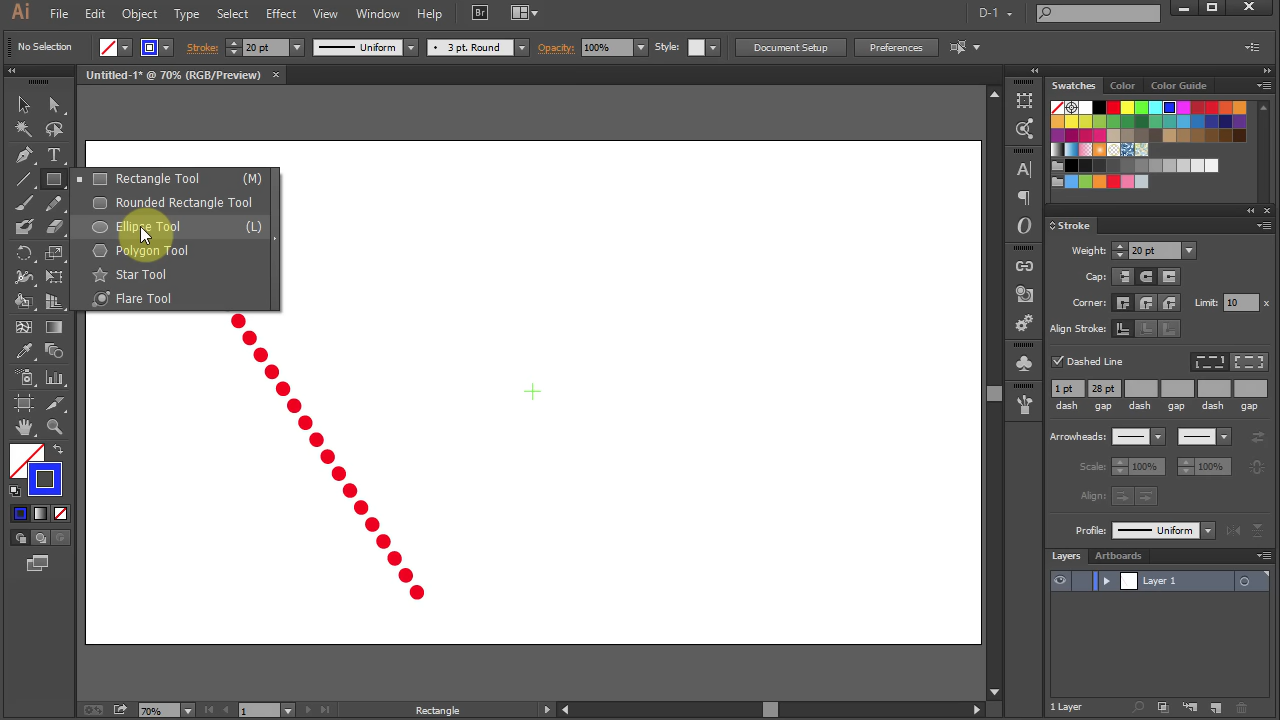 Ai File Edit Object Type Select Effect View Window Help Br D-1
No Selection Stroke: 20 pt Uniform 3 pt. Round Opacity: 100% Style: Document Setup Preferences
Untitled-1* @ 70% (RGB/Preview)
Rectangle Tool (M)
Rounded Rectangle Tool
Ellipse Tool (L)
Polygon Tool
Star Tool
Flare Tool
Swatches Color Color Guide
Stroke
Weight: 20 pt
Cap:
Corner: Limit: 10 x
Align Stroke:
Dashed Line
1 pt 28 pt
dash gap dash gap dash gap
Arrowheads:
Scale: 100% 100%
Align:
Profile: Uniform
Layers Artboards
Layer 1
1 Layer
70% 1 Rectangle